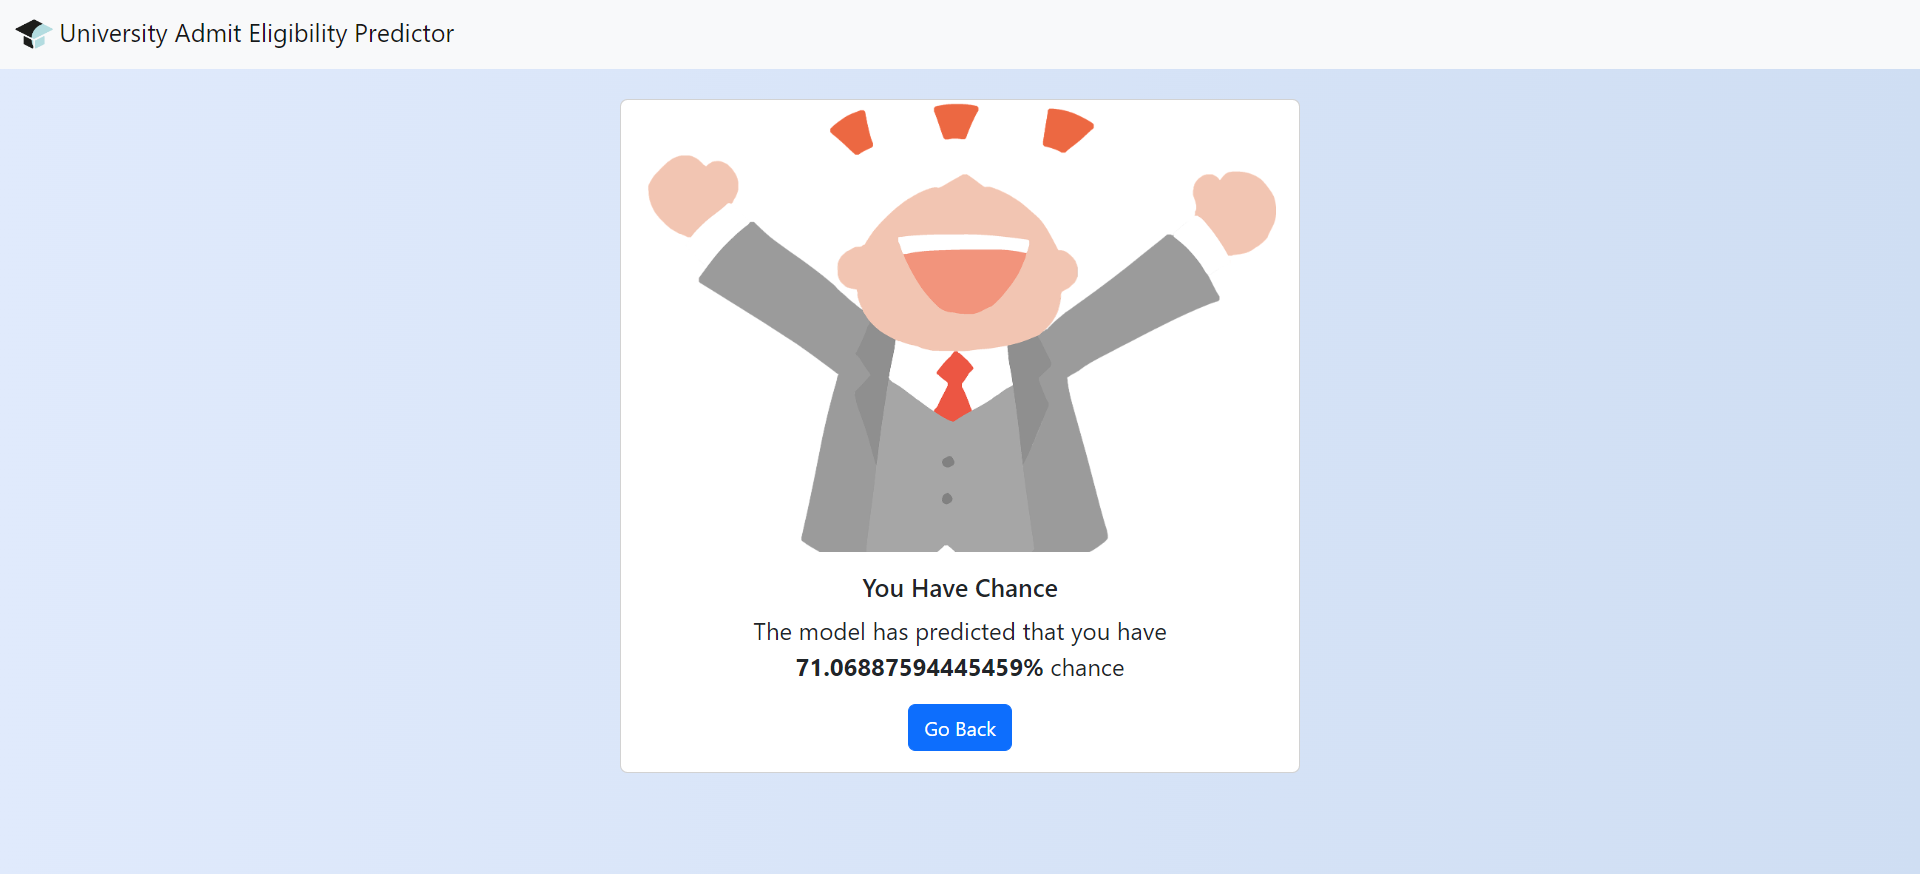 University Admit Eligibility Predictor
You Have Chance
The model has predicted that you have
71.06887594445459% chance
Go Back